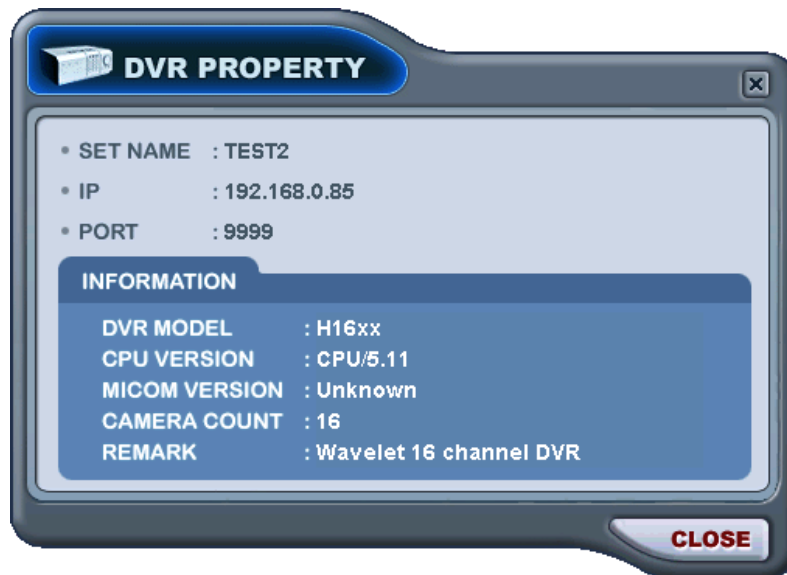 DVR PROPERTY
• SET NAME : TEST2
• IP : 192.168.0.85
• PORT : 9999
INFORMATION
DVR MODEL : H16xx
CPU VERSION : CPU/5.11
MICOM VERSION : Unknown
CAMERA COUNT : 16
REMARK : Wavelet 16 channel DVR
CLOSE